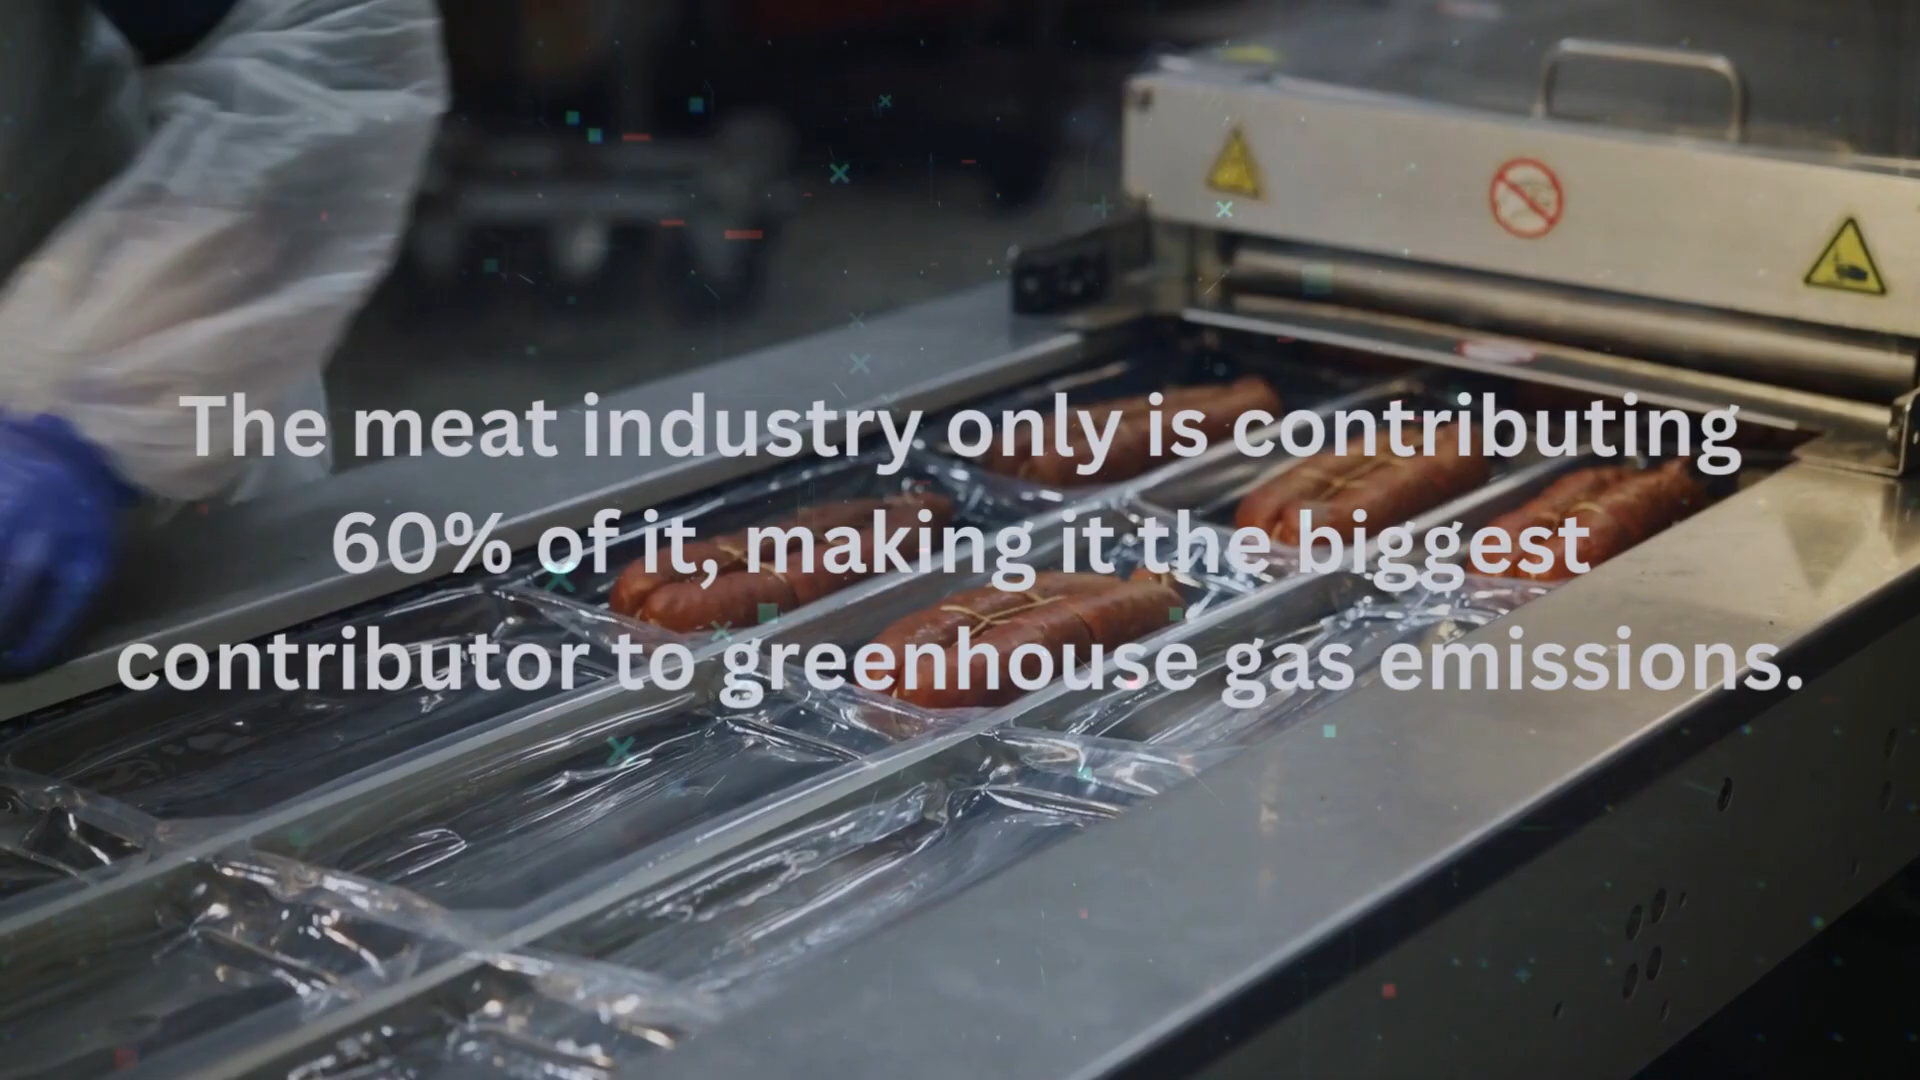 The meat industry only is contributing
60% of it, making it the biggest
contributor to greenhouse gas emissions.